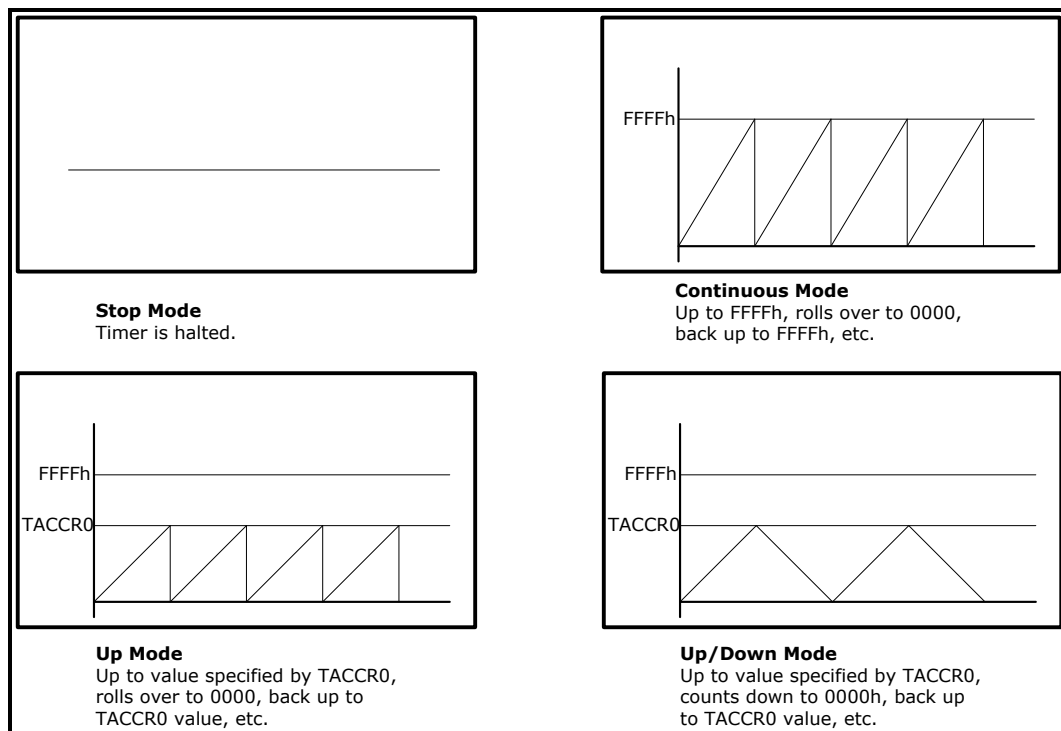 Stop Mode
Timer is halted.
FFFFh
Continuous Mode
Up to FFFFh, rolls over to 0000,
back up to FFFFh, etc.
FFFFh
TACCR0
Up Mode
Up to value specified by TACCR0,
rolls over to 0000, back up to
TACCR0 value, etc.
FFFFh
TACCR0
Up/Down Mode
Up to value specified by TACCR0,
counts down to 0000h, back up
to TACCR0 value, etc.